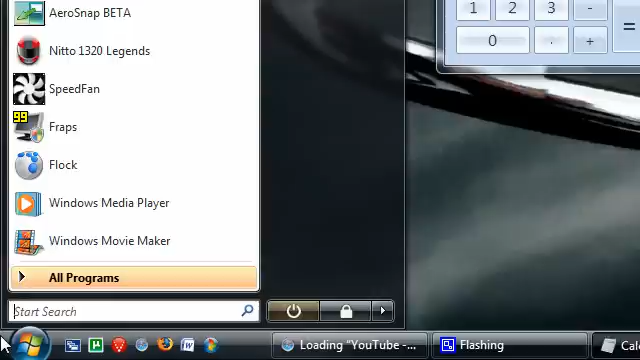 AeroSnap BETA
1 2 3 -
Nitto 1320 Legends
0 . + =
SpeedFan
99
Fraps
Flock
Windows Media Player
Windows Movie Maker
All Programs
Start Search
Loading "YouTube -...
Flashing
Calc